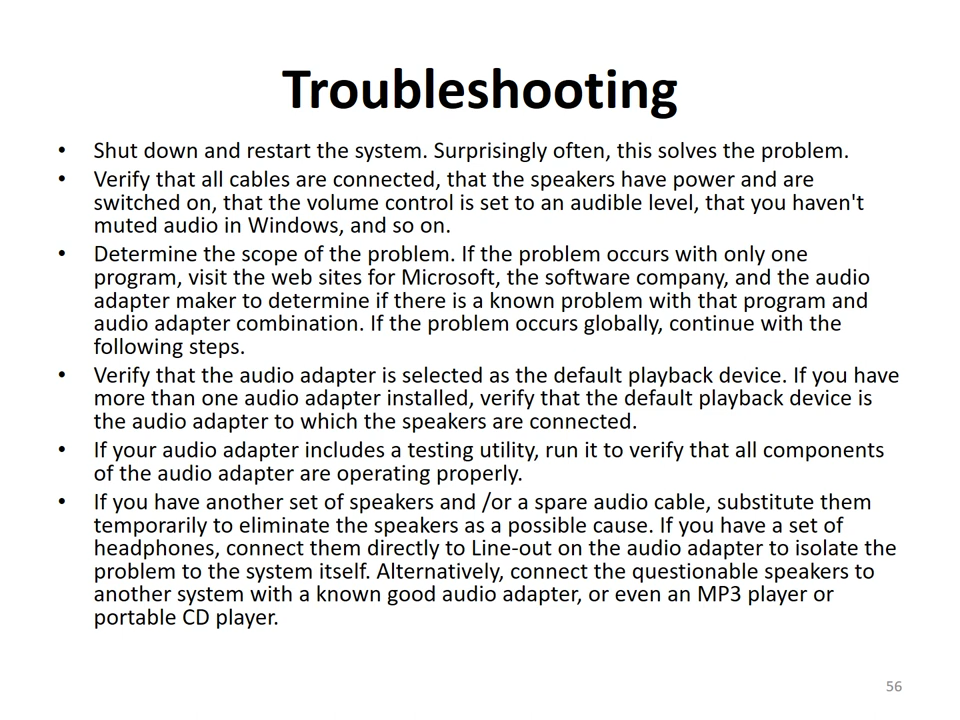 Troubleshooting
• Shut down and restart the system. Surprisingly often, this solves the problem.
• Verify that all cables are connected, that the speakers have power and are
switched on, that the volume control is set to an audible level, that you haven't
muted audio in Windows, and so on.
• Determine the scope of the problem. If the problem occurs with only one
program, visit the web sites for Microsoft, the software company, and the audio
adapter maker to determine if there is a known problem with that program and
audio adapter combination. If the problem occurs globally, continue with the
following steps.
• Verify that the audio adapter is selected as the default playback device. If you have
more than one audio adapter installed, verify that the default playback device is
the audio adapter to which the speakers are connected.
• If your audio adapter includes a testing utility, run it to verify that all components
of the audio adapter are operating properly.
• If you have another set of speakers and /or a spare audio cable, substitute them
temporarily to eliminate the speakers as a possible cause. If you have a set of
headphones, connect them directly to Line-out on the audio adapter to isolate the
problem to the system itself. Alternatively, connect the questionable speakers to
another system with a known good audio adapter, or even an MP3 player or
portable CD player.
56